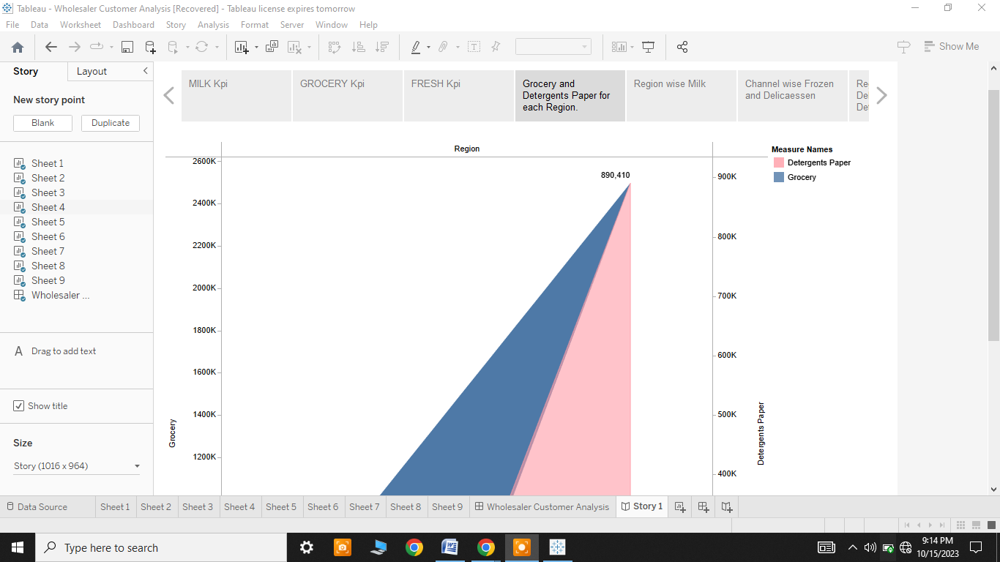 Tableau - Wholesaler Customer Analysis [Recovered] - Tableau license expires tomorrow
File Data Worksheet Dashboard Story Analysis Format Server Window Help
Show Me
Story Layout
New story point
Blank Duplicate
Sheet 1
Sheet 2
Sheet 3
Sheet 4
Sheet 5
Sheet 6
Sheet 7
Sheet 8
Sheet 9
Wholesaler ...
A Drag to add text
Show title
Size
Story (1016 x 964)
MILK Kpi
GROCERY Kpi
FRESH Kpi
Grocery and
Detergents Paper for
each Region.
Region wise Milk
Channel wise Frozen
and Delicaessen
Region
2600K
2400K
2200K
2000K
1800K
1600K
1400K
1200K
Grocery
890,410
900K
800K
700K
600K
500K
400K
Detergents Paper
Measure Names
Detergents Paper
Grocery
Data Source Sheet 1 Sheet 2 Sheet 3 Sheet 4 Sheet 5 Sheet 6 Sheet 7 Sheet 8 Sheet 9 Wholesaler Customer Analysis Story 1
Type here to search
9:14 PM
10/15/2023